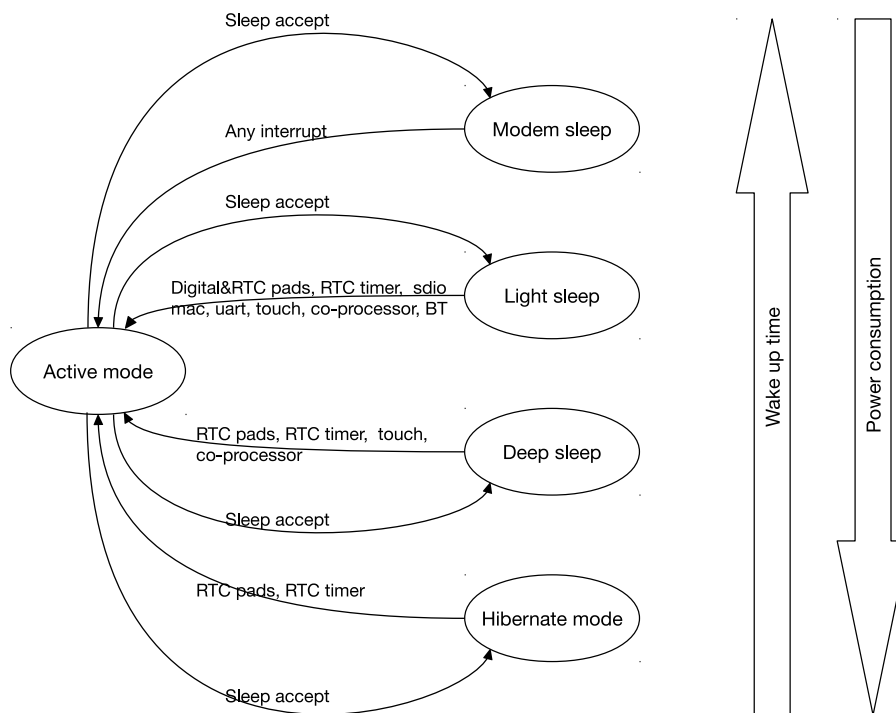 Sleep accept
Modem sleep
Any interrupt
Sleep accept
Digital&RTC pads, RTC timer, sdio
mac, uart, touch, co-processor, BT
Light sleep
Active mode
RTC pads, RTC timer, touch,
co-processor
Deep sleep
Sleep accept
RTC pads, RTC timer
Hibernate mode
Sleep accept
Wake up time
Power consumption